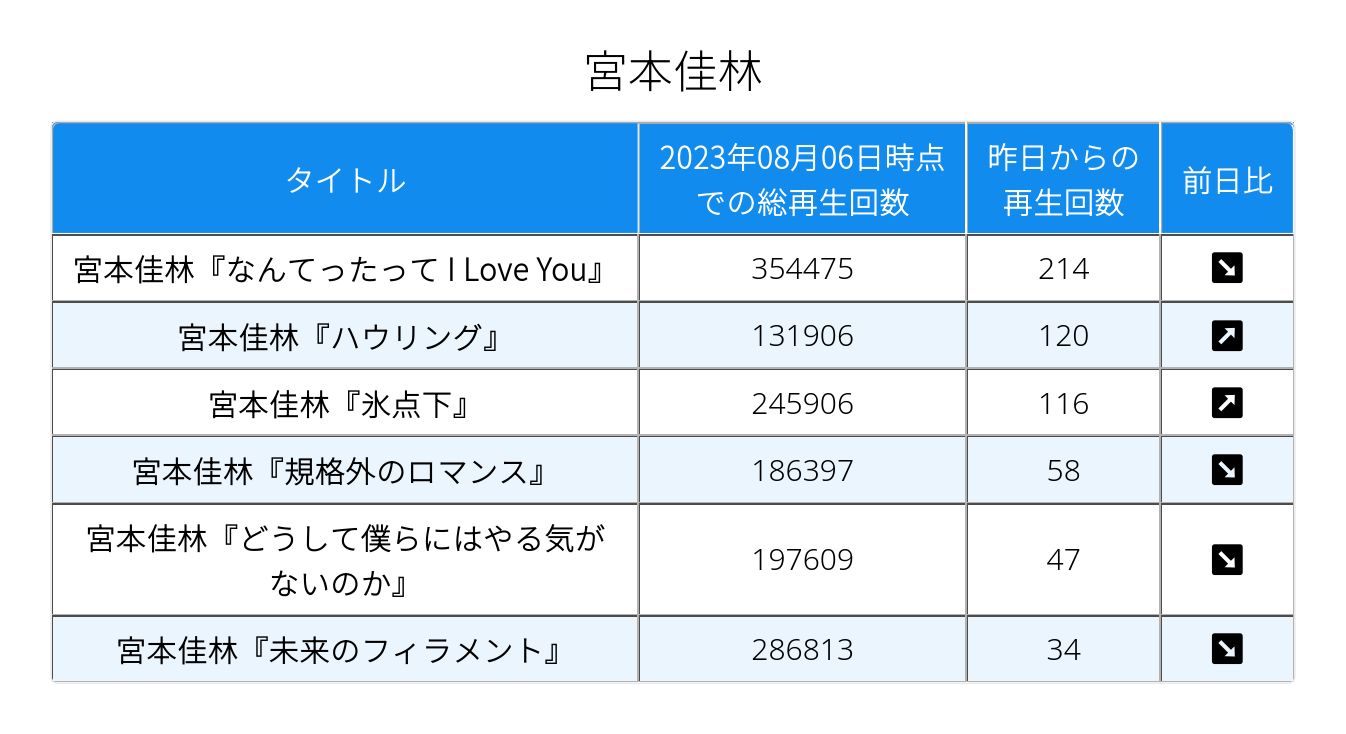 宮本佳林
タイトル
2023年08月06日時点
での総再生回数
昨日からの
再生回数
前日比
宮本佳林『なんてったって I Love You』 354475 214 ↘
宮本佳林『ハウリング』 131906 120 ↗
宮本佳林『氷点下』 245906 116 ↗
宮本佳林『規格外のロマンス』 186397 58 ↘
宮本佳林『どうして僕らにはやる気が
ないのか』 197609 47 ↘
宮本佳林『未来のフィラメント』 286813 34 ↘